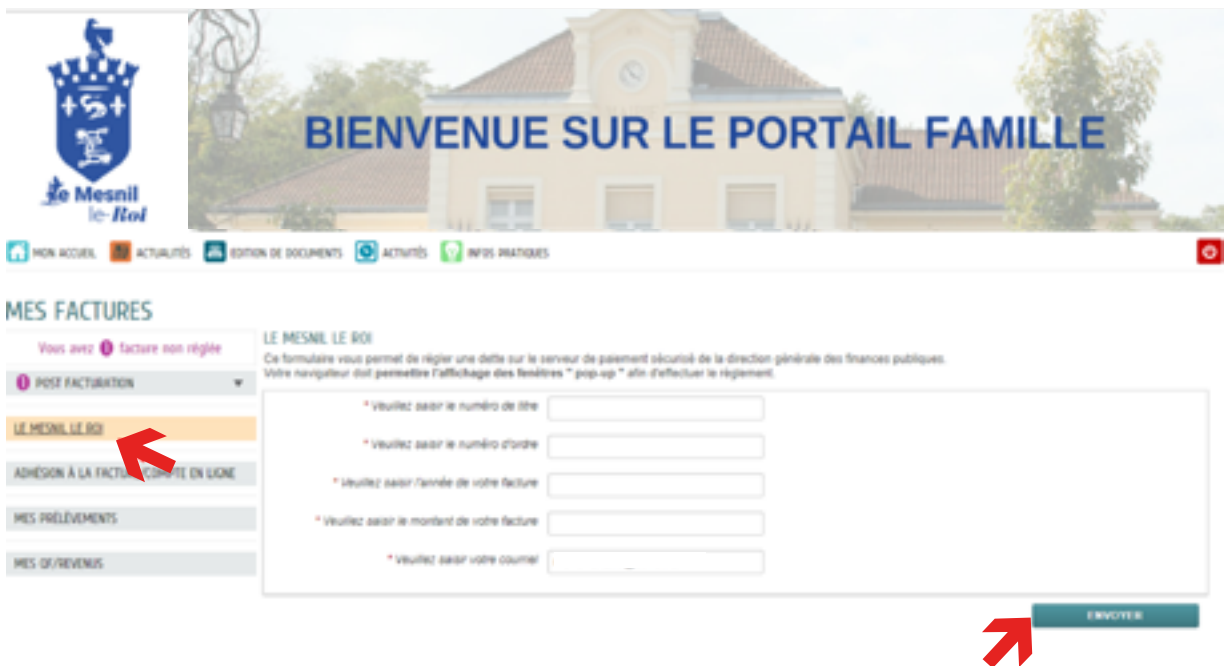 le Mesnil
le-Roi
BIENVENUE SUR LE PORTAIL FAMILLE
MON ACCUEIL ACTUALITÉS EDITION DE DOCUMENTS ACTIVITÉS INFOS PRATIQUES
MES FACTURES
Vous avez 0 facture non réglée
0 POST FACTURATION
LE MESNIL LE ROI
ADHÉSION À LA FACTURE/COMPTE EN LIGNE
MES PRÉLÈVEMENTS
MES QF/REVENUS
LE MESNIL LE ROI
Ce formulaire vous permet de régler une dette sur le serveur de paiement sécurisé de la direction générale des finances publiques.
Votre navigateur doit permettre l'affichage des fenêtres " pop-up " afin d'effectuer le règlement.
* Veuillez saisir le numéro de titre
* Veuillez saisir le numéro d'ordre
* Veuillez saisir l'année de votre facture
* Veuillez saisir le montant de votre facture
* Veuillez saisir votre courriel
ENVOYER